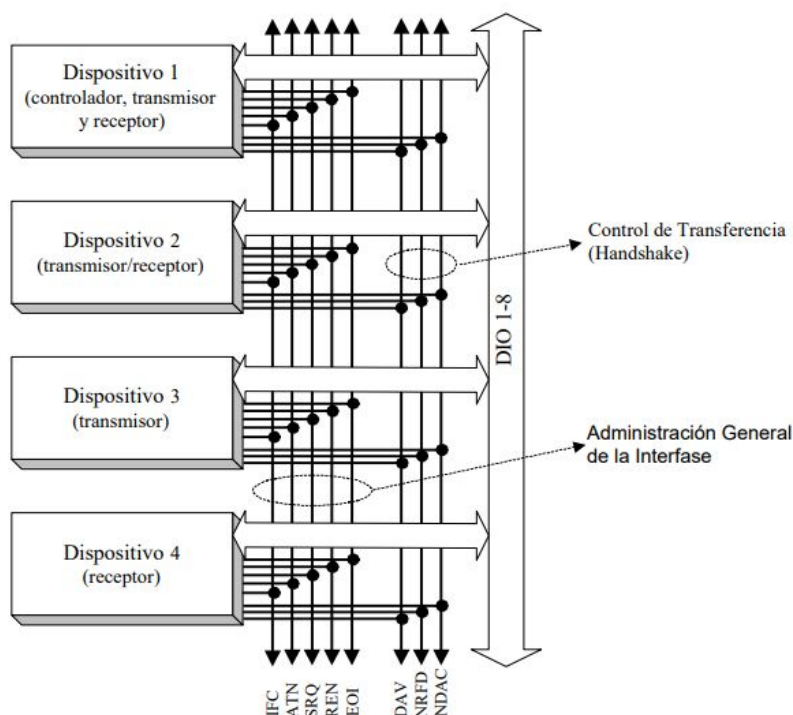 Dispositivo 1
(controlador, transmisor
y receptor)
Dispositivo 2
(transmisor/receptor)
Control de Transferencia
(Handshake)
DIO 1-8
Dispositivo 3
(transmisor)
Administración General
de la Interfase
Dispositivo 4
(receptor)
IFC
ATN
SRQ
REN
EOI
DAV
NRFD
NDAC